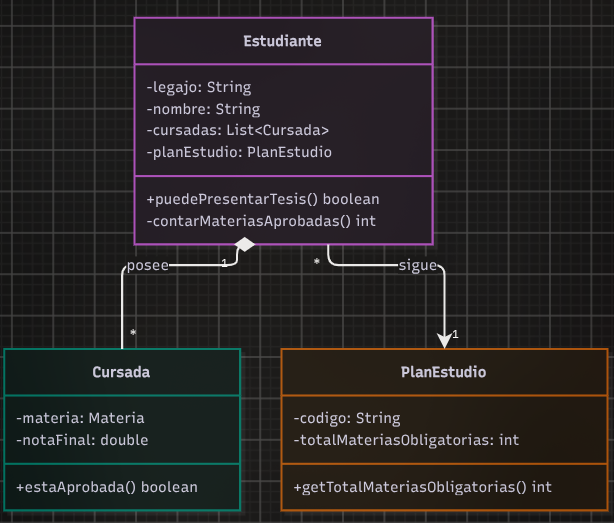 Estudiante
-legajo: String
-nombre: String
-cursadas: List<Cursada>
-planEstudio: PlanEstudio
+puedePresentarTesis() boolean
-contarMateriasAprobadas() int
posee
1
*
*
sigue
1
Cursada
-materia: Materia
-notaFinal: double
+estaAprobada() boolean
PlanEstudio
-codigo: String
-totalMateriasObligatorias: int
+getTotalMateriasObligatorias() int